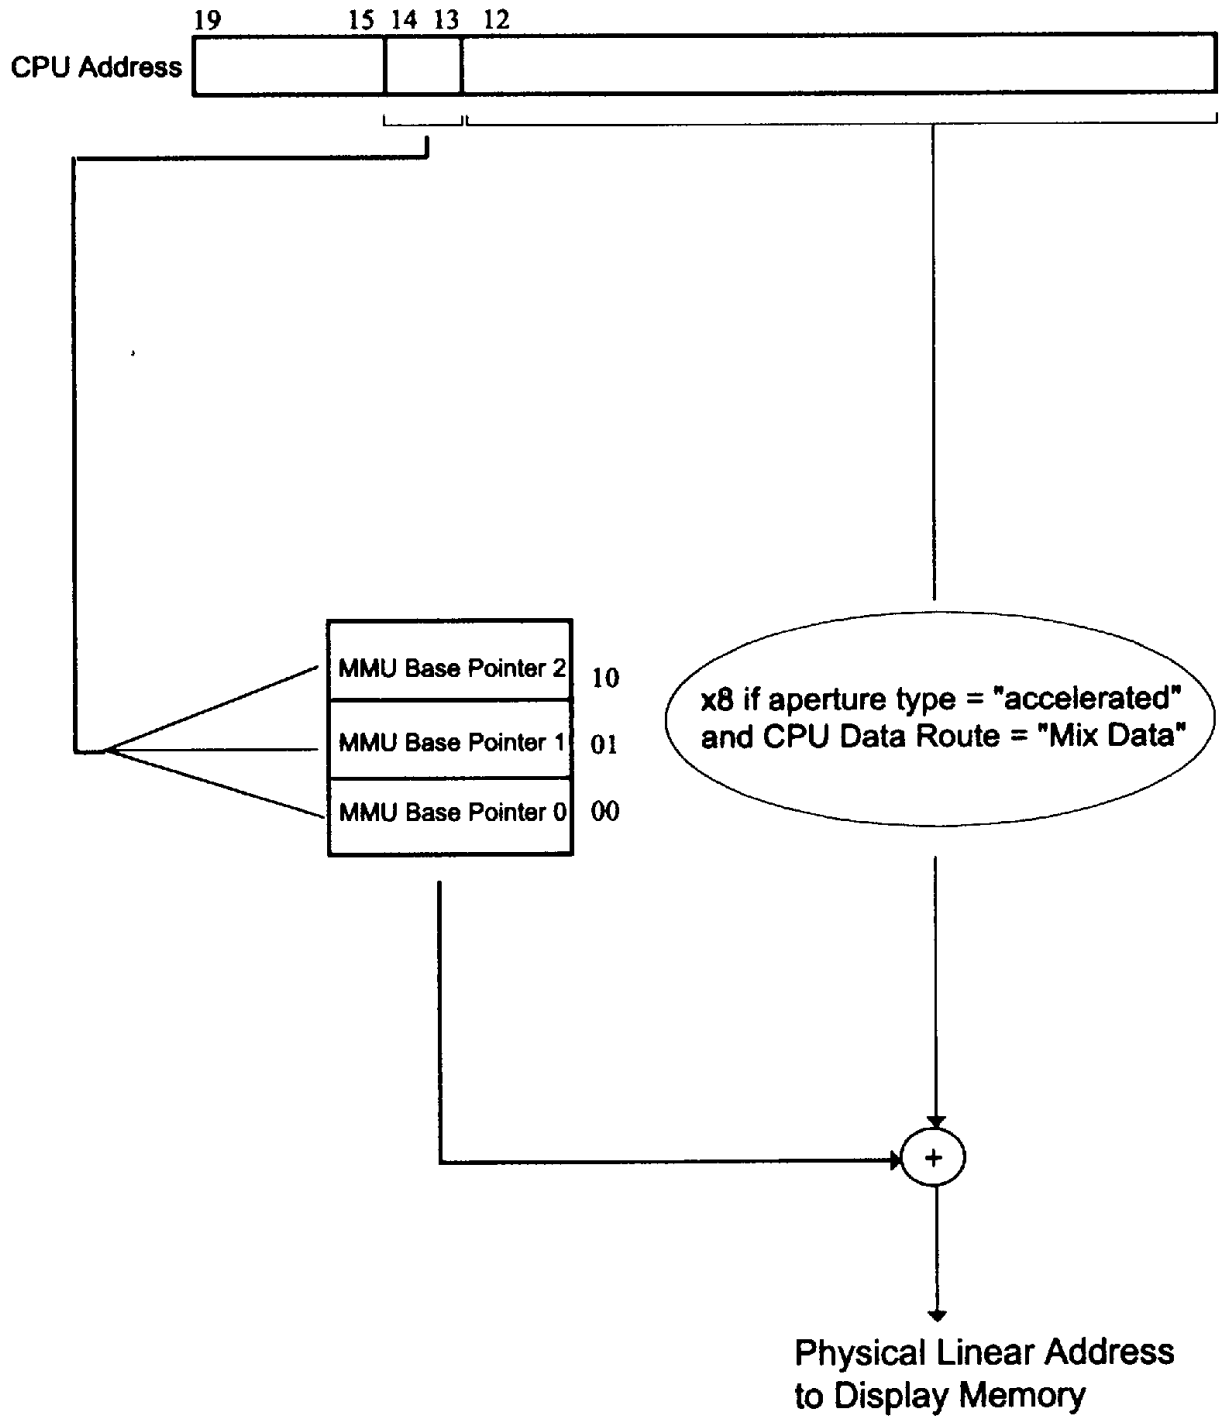 19 15 14 13 12
CPU Address
MMU Base Pointer 2 10
MMU Base Pointer 1 01
MMU Base Pointer 0 00
x8 if aperture type = "accelerated"
and CPU Data Route = "Mix Data"
+
Physical Linear Address
to Display Memory